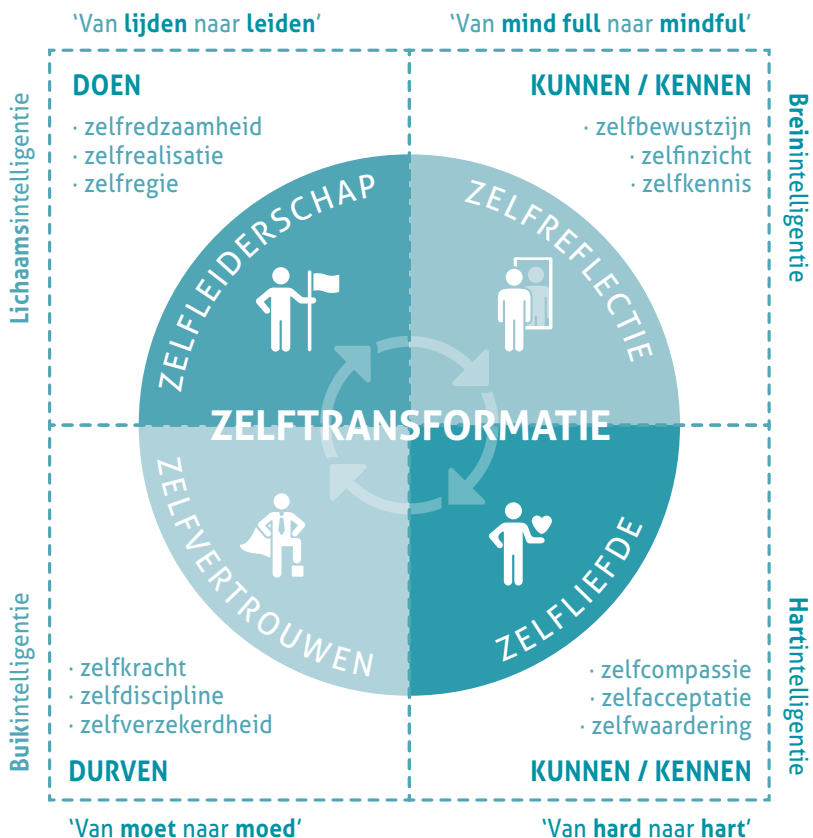 'Van lijden naar leiden'
'Van mind full naar mindful'
Lichaamsintelligentie
DOEN
· zelfredzaamheid
· zelfrealisatie
· zelfregie
KUNNEN / KENNEN
· zelfbewustzijn
· zelfinzicht
· zelfkennis
Breinintelligentie
ZELFLEIDERSCHAP
ZELFREFLECTIE
ZELFTRANSFORMATIE
ZELFVERTROUWEN
ZELFLIEFDE
Buikintelligentie
· zelfkracht
· zelfdiscipline
· zelfverzekerdheid
DURVEN
· zelfcompassie
· zelfacceptatie
· zelfwaardering
KUNNEN / KENNEN
Hartintelligentie
'Van moet naar moed'
'Van hard naar hart'